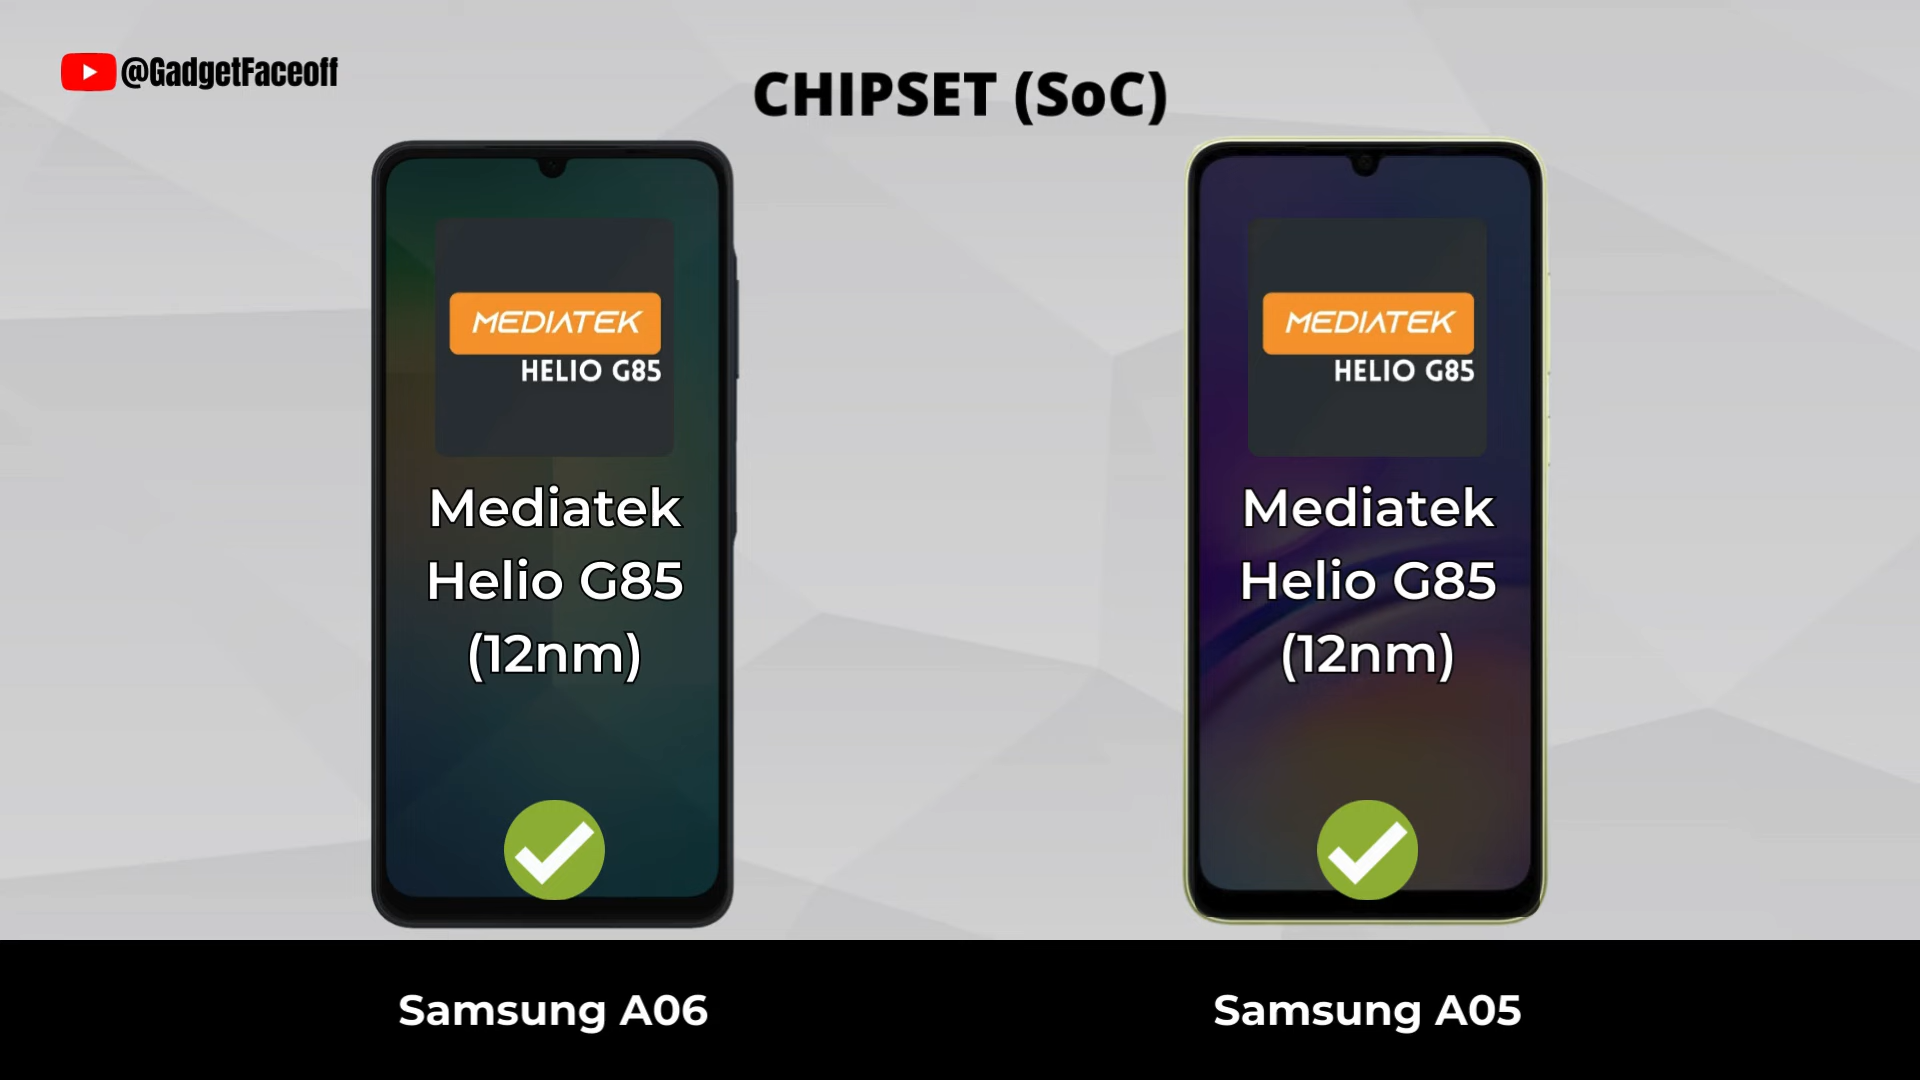 @GadgetFaceoff
CHIPSET (SoC)
MEDIATEK
HELIO G85
Mediatek
Helio G85
(12nm)
MEDIATEK
HELIO G85
Mediatek
Helio G85
(12nm)
Samsung A06
Samsung A05